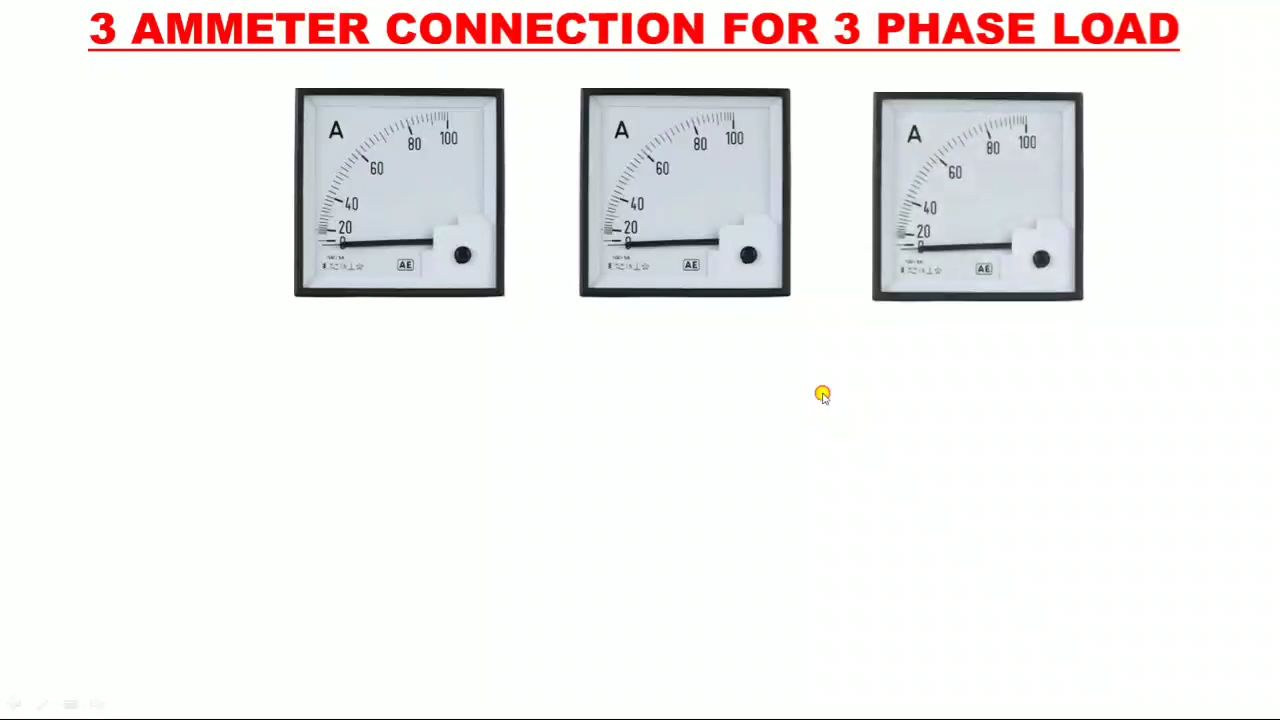 3 AMMETER CONNECTION FOR 3 PHASE LOAD
A A A
100 100 100
80 80 80
60 60 60
40 40 40
20 20 20
0 0 0
AE AE AE